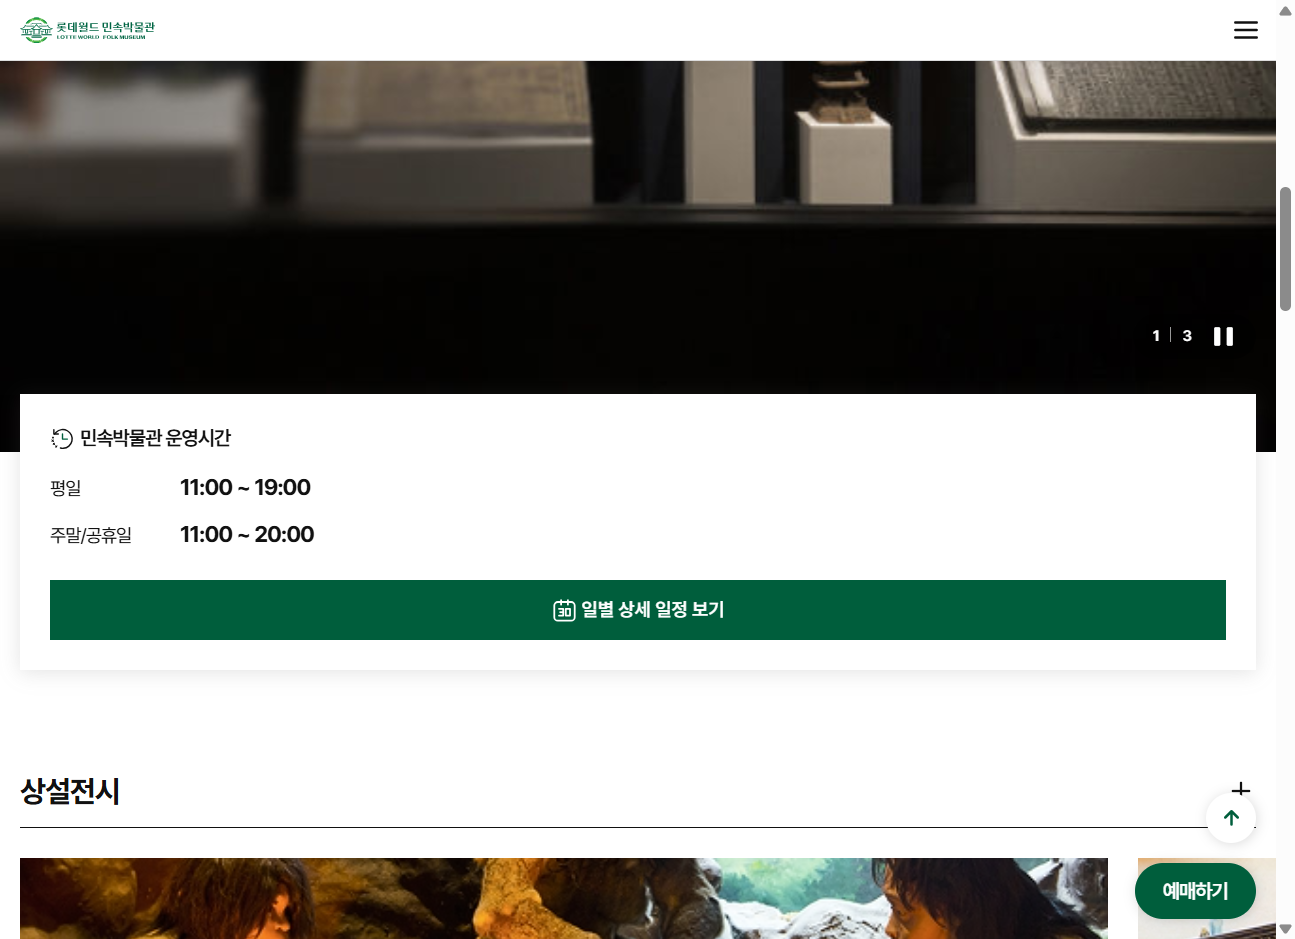 롯데월드 민속박물관
LOTTE WORLD FOLK MUSEUM
1 | 3
민속박물관 운영시간
평일 11:00 ~ 19:00
주말/공휴일 11:00 ~ 20:00
30 일별 상세 일정 보기
상설전시
예매하기